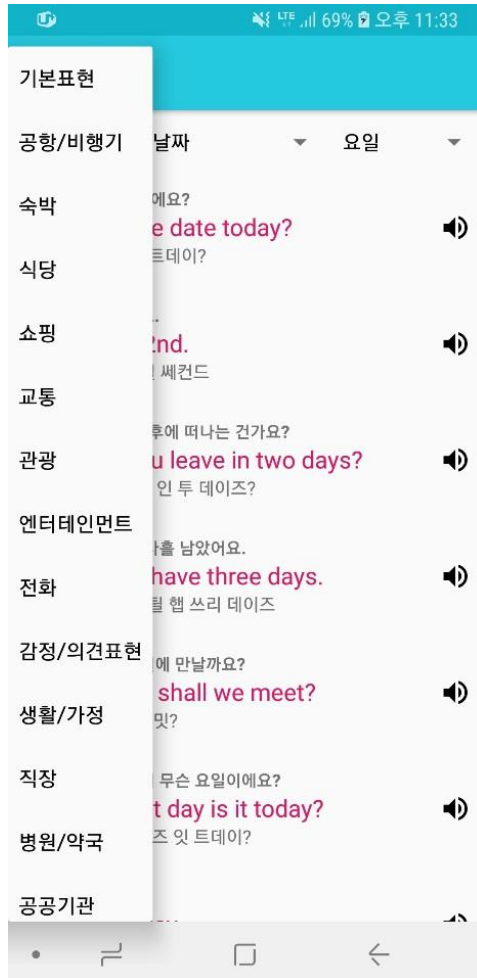 LTE 69% 오후 11:33
기본표현
공항/비행기
숙박
식당
쇼핑
교통
관광
엔터테인먼트
전화
감정/의견표현
생활/가정
직장
병원/약국
공공기관
날짜
요일
에요?
e date today?
트데이?
2nd.
쎄컨드
후에 떠나는 건가요?
u leave in two days?
인 투 데이즈?
남았어요.
have three days.
햅 쓰리 데이즈
에 만날까요?
shall we meet?
밋?
무슨 요일이에요?
t day is it today?
즈 잇 트데이?